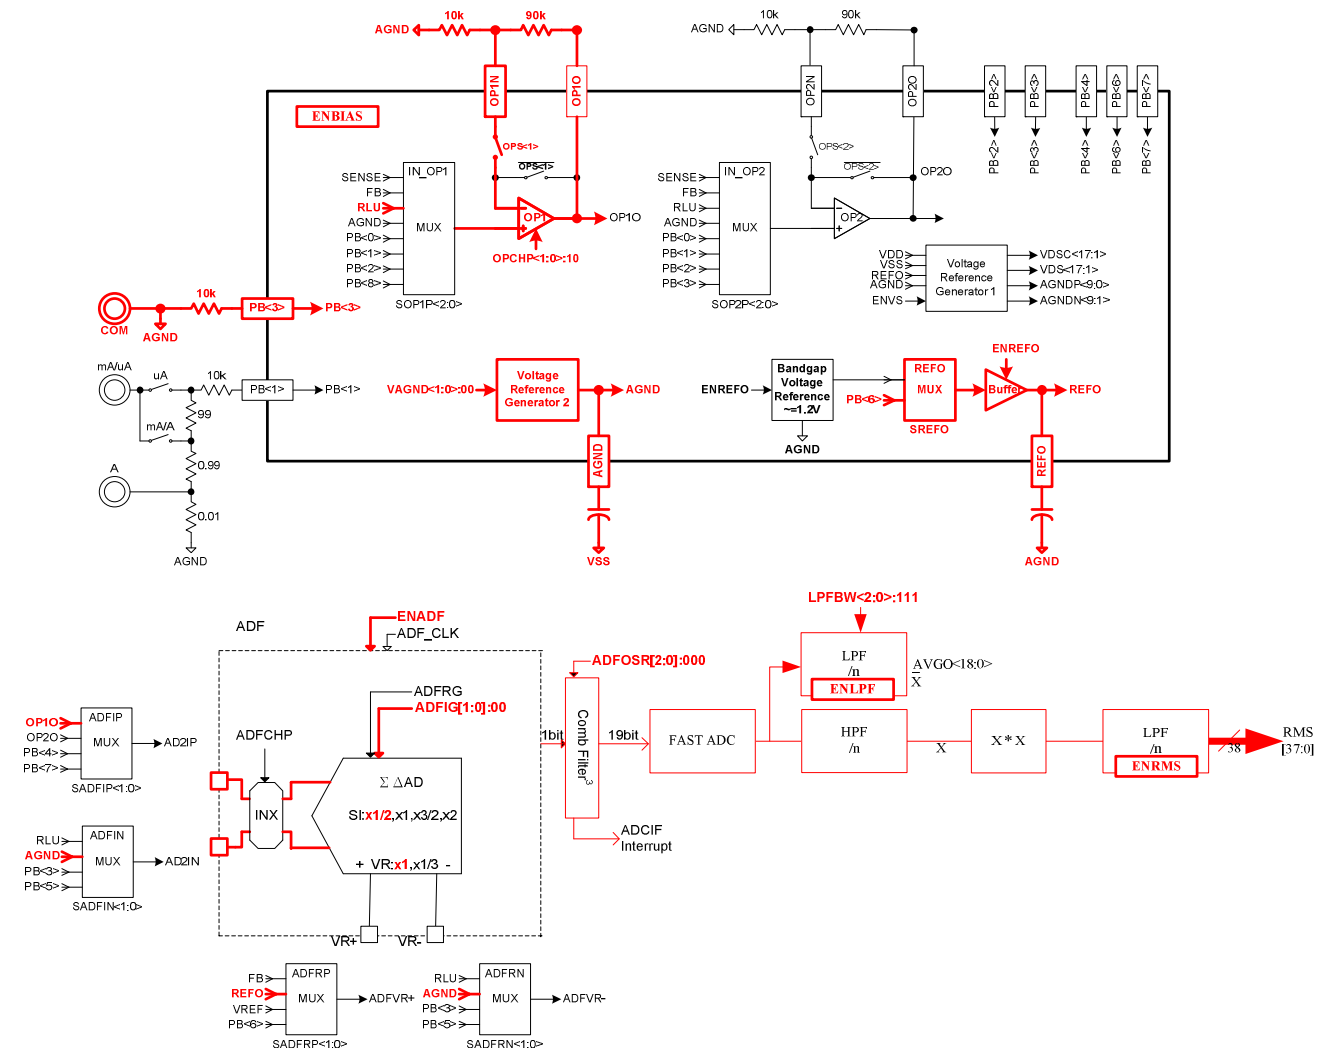 10k
90k
AGND
10k
90k
AGND
OP1N
OP1O
OP2N
OP2O
PB<2>
PB<3>
PB<4>
PB<6>
PB<7>
ENBIAS
OPS<1>
OPS<1>
OPS<2>
OPS<2>
PB<2>
PB<3>
PB<4>
PB<6>
PB<7>
IN_OP1
SENSE
FB
RLU
AGND
PB<0>
PB<1>
PB<2>
PB<8>
MUX
SOP1P<2:0>
OP1
OP1O
OPCHP<1:0>:10
IN_OP2
SENSE
FB
RLU
AGND
PB<0>
PB<1>
PB<2>
PB<3>
MUX
SOP2P<2:0>
OP2
OP2O
VDD
VSS
REFO
AGND
ENVS
Voltage
Reference
Generator 1
VDSC<17:1>
VDS<17:1>
AGNDP<9:0>
AGNDN<9:1>
10k
COM
AGND
PB<3>
PB<3>
mA/uA
uA
10k
PB<1>
PB<1>
99
mA/A
0.99
A
0.01
AGND
VAGND<1:0>:00
Voltage
Reference
Generator 2
AGND
AGND
VSS
ENREFO
Bandgap
Voltage
Reference
~=1.2V
AGND
PB<6>
REFO
MUX
SREFO
ENREFO
Buffer
REFO
REFO
AGND
ADF
ENADF
ADF_CLK
ADFRG
ADFIG[1:0]:00
ADFCHP
INX
Σ ΔAD
SI:x1/2,x1,x3/2,x2
+ VR:x1,x1/3 -
VR+
VR-
OP1O
OP2O
PB<4>
PB<7>
ADFIP
MUX
SADFIP<1:0>
AD2IP
RLU
AGND
PB<3>
PB<5>
ADFIN
MUX
SADFIN<1:0>
AD2IN
FB
REFO
VREF
PB<6>
ADFRP
MUX
SADFRP<1:0>
ADFVR+
RLU
AGND
PB<3>
PB<5>
ADFRN
MUX
SADFRN<1:0>
ADFVR-
ADFOSR[2:0]:000
1bit
Comb Filter3
19bit
ADCIF
Interrupt
FAST ADC
LPFBW<2:0>:111
LPF
/n
ENLPF
AVGO<18:0>
X
HPF
/n
X
X*X
LPF
/n
ENRMS
38
RMS
[37:0]